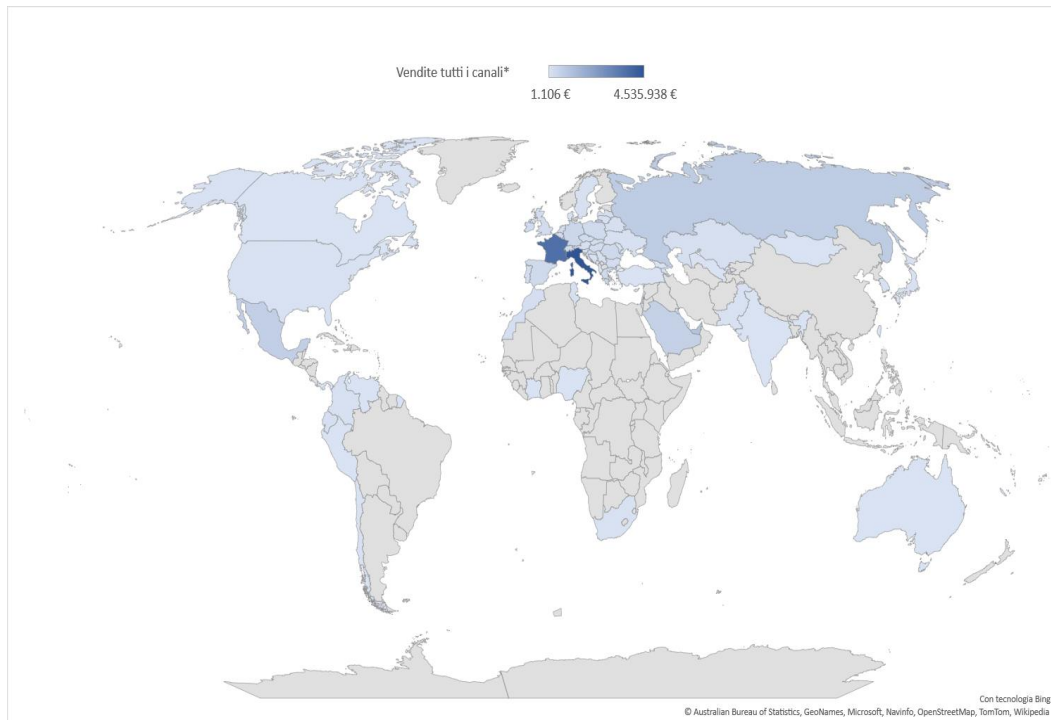 Vendite tutti i canali*
1.106 € 4.535.938 €
Con tecnologia Bing
© Australian Bureau of Statistics, GeoNames, Microsoft, Navinfo, OpenStreetMap, TomTom, Wikipedia